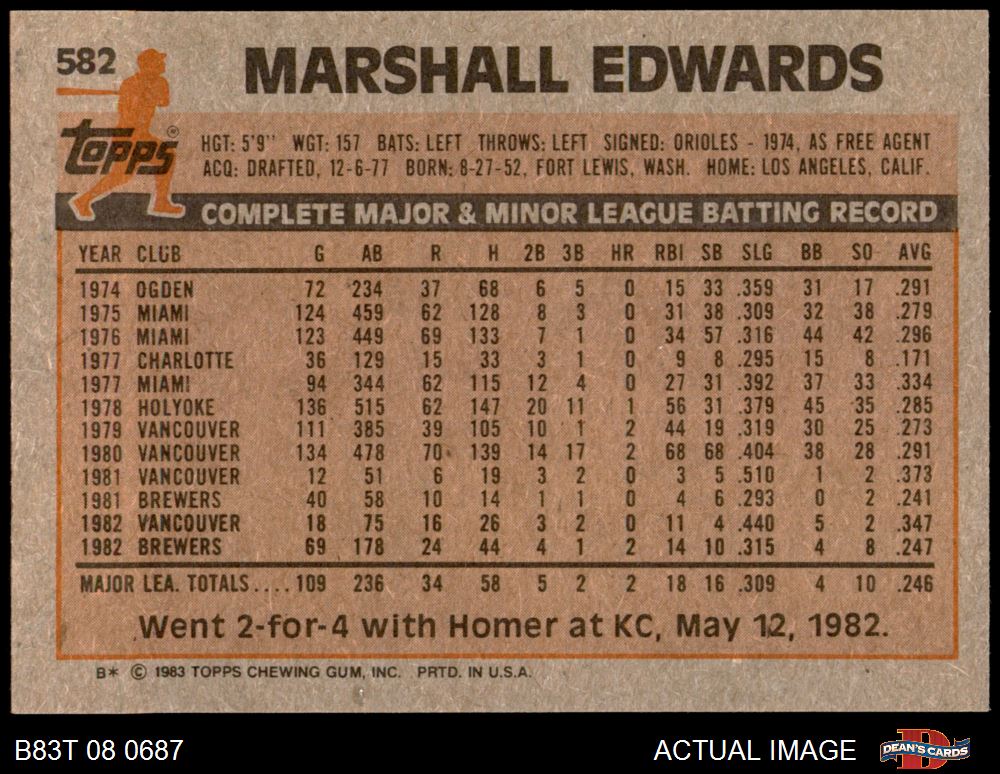 582
MARSHALL EDWARDS
Topps®
HGT: 5'9" WGT: 157 BATS: LEFT THROWS: LEFT SIGNED: ORIOLES - 1974, AS FREE AGENT
ACQ: DRAFTED, 12-6-77 BORN: 8-27-52, FORT LEWIS, WASH. HOME: LOS ANGELES, CALIF.
COMPLETE MAJOR & MINOR LEAGUE BATTING RECORD
YEAR CLUB G AB R H 2B 3B HR RBI SB SLG BB SO AVG
1974 OGDEN 72 234 37 68 6 5 0 15 33 .359 31 17 .291
1975 MIAMI 124 459 62 128 8 3 0 31 38 .309 32 38 .279
1976 MIAMI 123 449 69 133 7 1 0 34 57 .316 44 42 .296
1977 CHARLOTTE 36 129 15 33 3 1 0 9 8 .295 15 8 .171
1977 MIAMI 94 344 62 115 12 4 0 27 31 .392 37 33 .334
1978 HOLYOKE 136 515 62 147 20 11 1 56 31 .379 45 35 .285
1979 VANCOUVER 111 385 39 105 10 1 2 44 19 .319 30 25 .273
1980 VANCOUVER 134 478 70 139 14 17 2 68 68 .404 38 28 .291
1981 VANCOUVER 12 51 6 19 3 2 0 3 5 .510 1 2 .373
1981 BREWERS 40 58 10 14 1 1 0 4 6 .293 0 2 .241
1982 VANCOUVER 18 75 16 26 3 2 0 11 4 .440 5 2 .347
1982 BREWERS 69 178 24 44 4 1 2 14 10 .315 4 8 .247
MAJOR LEA. TOTALS.... 109 236 34 58 5 2 2 18 16 .309 4 10 .246
Went 2-for-4 with Homer at KC, May 12, 1982.
B* © 1983 TOPPS CHEWING GUM, INC. PRTD. IN U.S.A.
B83T 08 0687 ACTUAL IMAGE DEAN'S CARDS